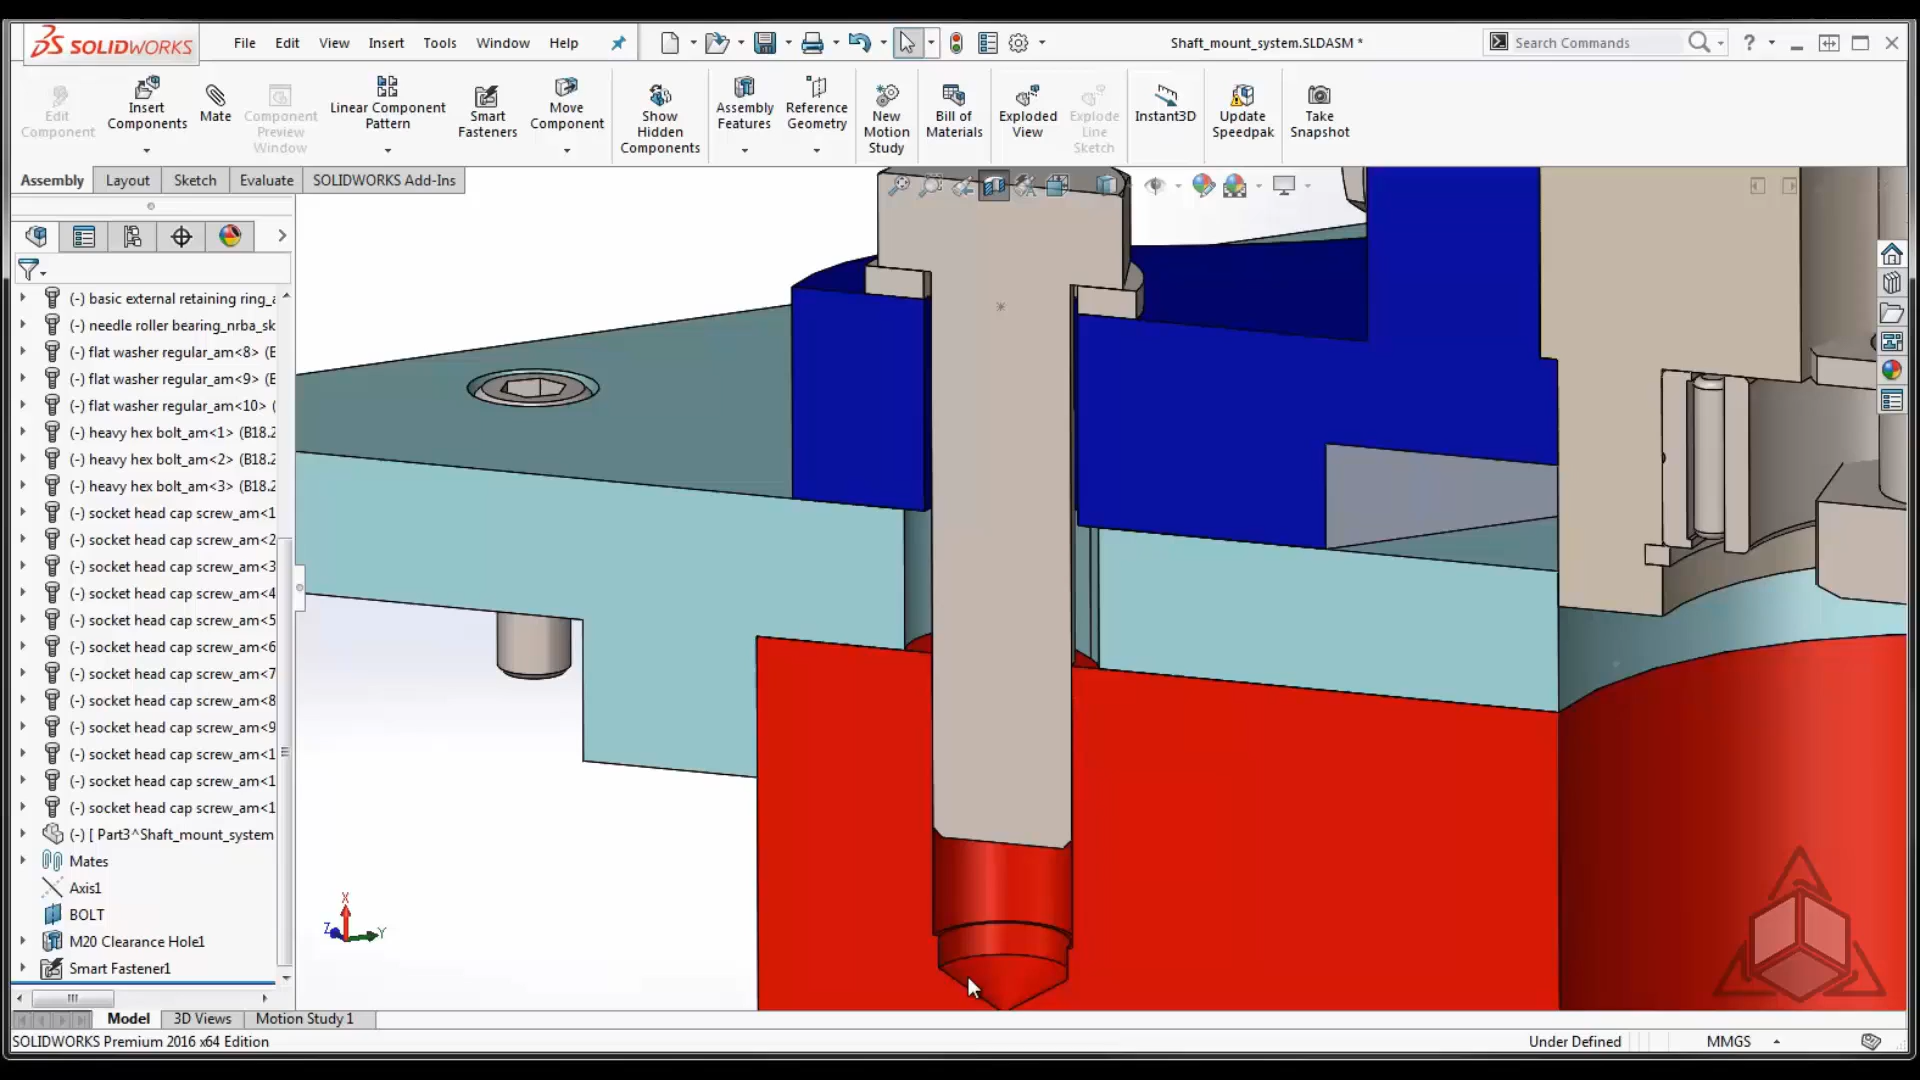 SOLIDWORKS
File Edit View Insert Tools Window Help
Shaft_mount_system.SLDASM *
Search Commands
?
Edit Component
Insert Components
Mate
Component Preview Window
Linear Component Pattern
Smart Fasteners
Move Component
Show Hidden Components
Assembly Features
Reference Geometry
New Motion Study
Bill of Materials
Exploded View
Explode Line Sketch
Instant3D
Update Speedpak
Take Snapshot
Assembly Layout Sketch Evaluate SOLIDWORKS Add-Ins
(-) basic external retaining ring_a
(-) needle roller bearing_nrba_sk
(-) flat washer regular_am<8> (E
(-) flat washer regular_am<9> (E
(-) flat washer regular_am<10> (
(-) heavy hex bolt_am<1> (B18.2
(-) heavy hex bolt_am<2> (B18.2
(-) heavy hex bolt_am<3> (B18.2
(-) socket head cap screw_am<1
(-) socket head cap screw_am<2
(-) socket head cap screw_am<3
(-) socket head cap screw_am<4
(-) socket head cap screw_am<5
(-) socket head cap screw_am<6
(-) socket head cap screw_am<7
(-) socket head cap screw_am<8
(-) socket head cap screw_am<9
(-) socket head cap screw_am<1
(-) socket head cap screw_am<1
(-) socket head cap screw_am<1
(-) [ Part3^Shaft_mount_system
Mates
Axis1
BOLT
M20 Clearance Hole1
Smart Fastener1
X
Z
Y
Model 3D Views Motion Study 1
SOLIDWORKS Premium 2016 x64 Edition
Under Defined
MMGS